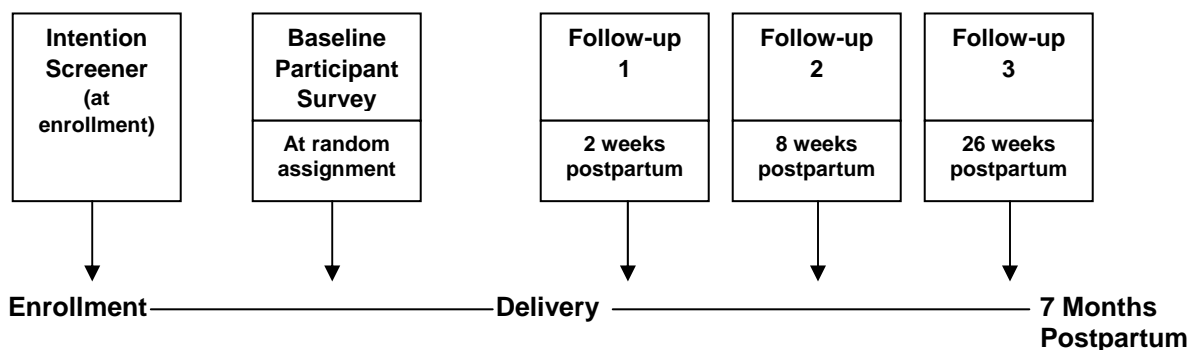 Intention
Screener
(at
enrollment)
Baseline
Participant
Survey
At random
assignment
Follow-up
1
2 weeks
postpartum
Follow-up
2
8 weeks
postpartum
Follow-up
3
26 weeks
postpartum
Enrollment
Delivery
7 Months
Postpartum